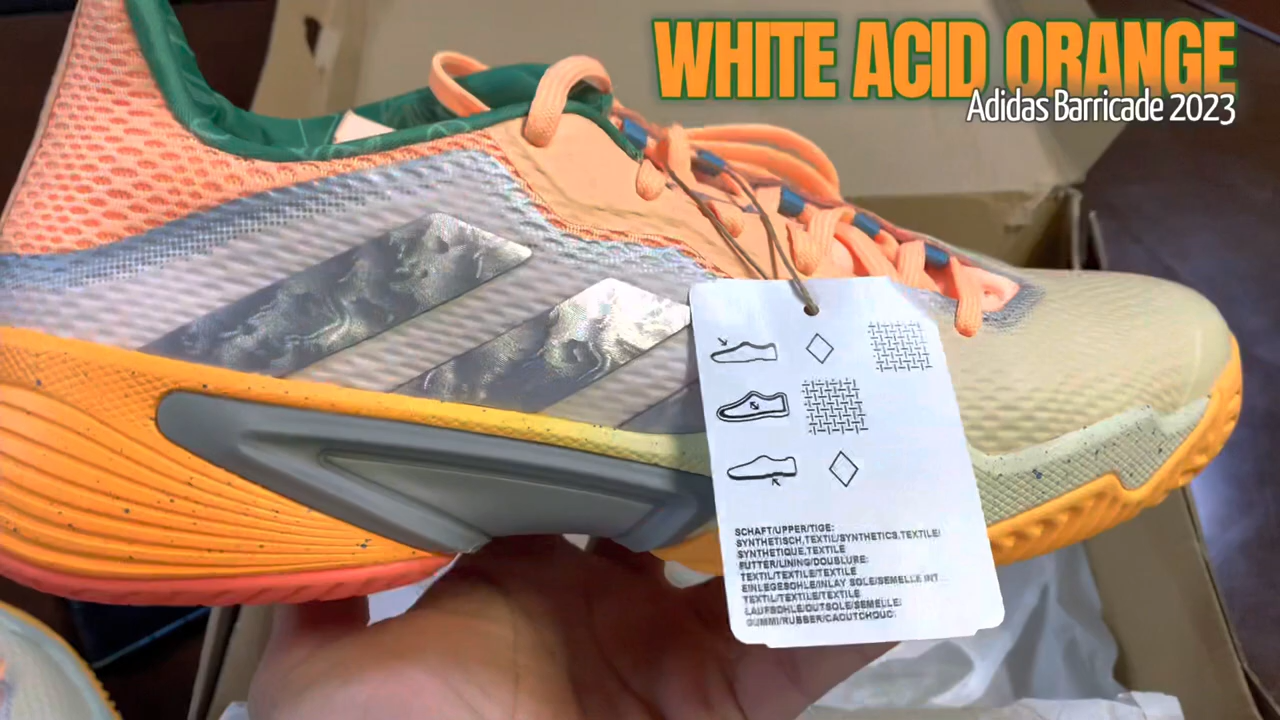 WHITE ACID ORANGE
Adidas Barricade 2023
SCHAFT/UPPER/TIGE:
SYNTHETISCH,TEXTIL/SYNTHETICS,TEXTILE/
SYNTHETIQUE,TEXTILE
FUTTER/LINING/DOUBLURE:
TEXTIL/TEXTILE/TEXTILE
EINLEGESOHLE/INLAY SOLE/SEMELLE INT
TEXTIL/TEXTILE/TEXTILE
LAUFSOHLE/OUTSOLE/SEMELLE:
GUMMI/RUBBER/CAOUTCHOUC: